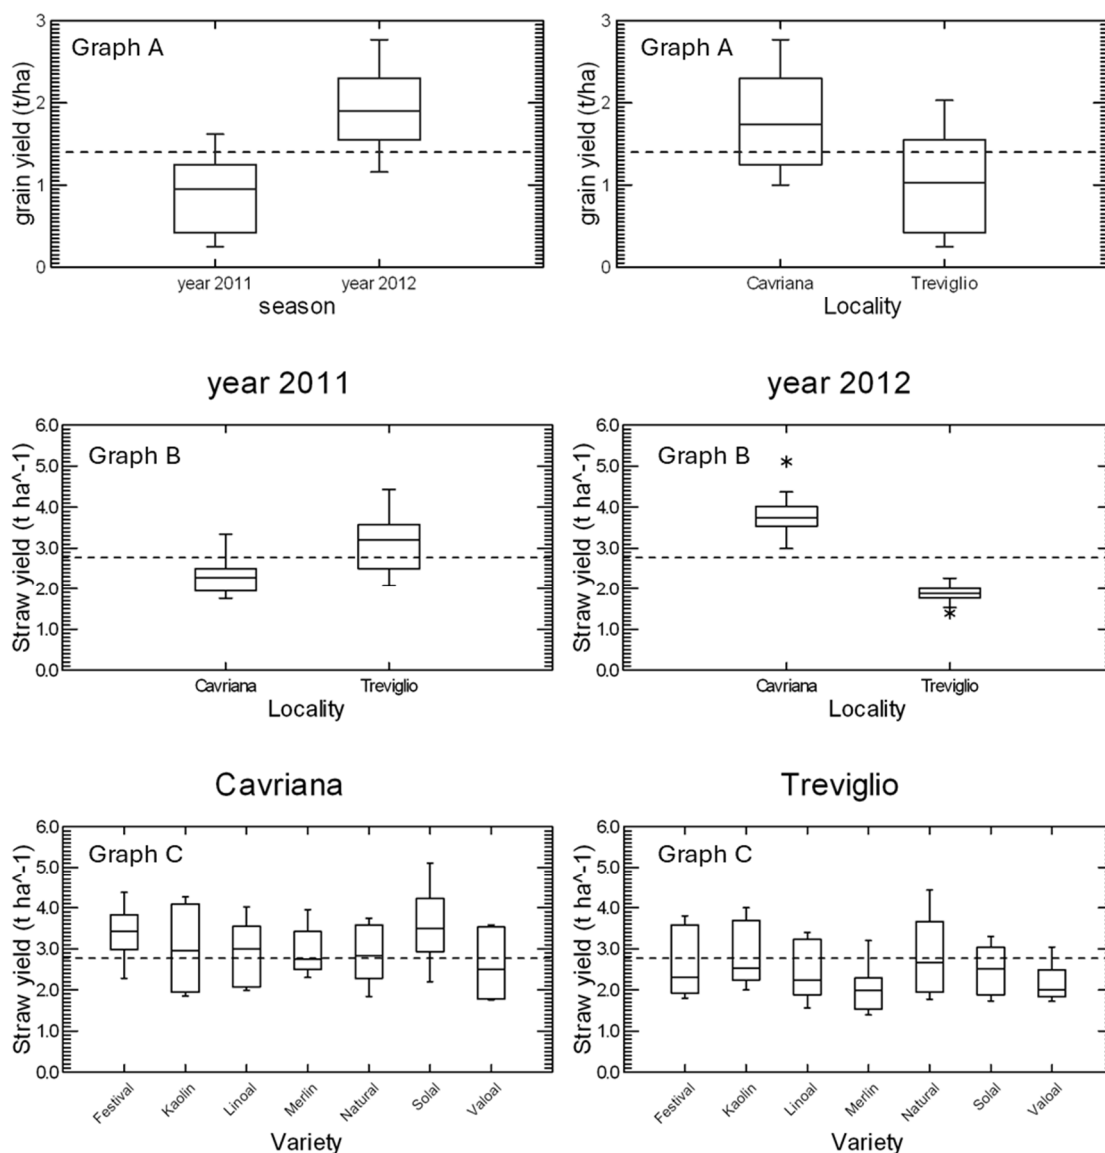 Graph A
grain yield (t/ha)
3
2
1
0
year 2011
year 2012
season
Graph A
grain yield (t/ha)
3
2
1
0
Cavriana
Treviglio
Locality
year 2011
Graph B
Straw yield (t ha^-1)
6.0
5.0
4.0
3.0
2.0
1.0
0.0
Cavriana
Treviglio
Locality
year 2012
Graph B
Straw yield (t ha^-1)
6.0
5.0
4.0
3.0
2.0
1.0
0.0
Cavriana
Treviglio
Locality
Cavriana
Graph C
Straw yield (t ha^-1)
6.0
5.0
4.0
3.0
2.0
1.0
0.0
Festival
Kaolin
Linoal
Merlin
Natural
Solal
Valoal
Variety
Treviglio
Graph C
Straw yield (t ha^-1)
6.0
5.0
4.0
3.0
2.0
1.0
0.0
Festival
Kaolin
Linoal
Merlin
Natural
Solal
Valoal
Variety